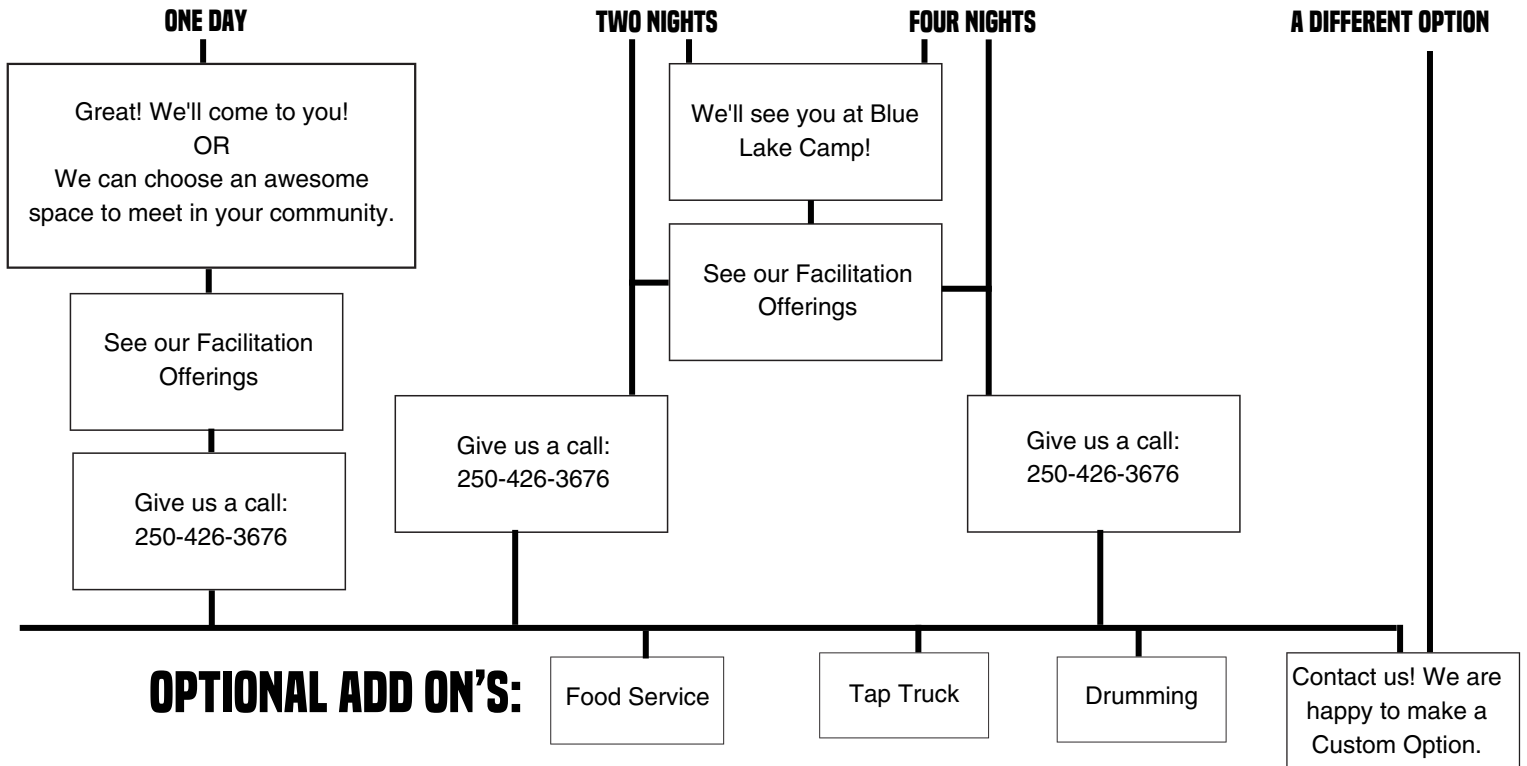 ONE DAY
TWO NIGHTS
FOUR NIGHTS
A DIFFERENT OPTION
Great! We'll come to you!
OR
We can choose an awesome
space to meet in your community.
We'll see you at Blue
Lake Camp!
See our Facilitation
Offerings
See our Facilitation
Offerings
Give us a call:
250-426-3676
Give us a call:
250-426-3676
Give us a call:
250-426-3676
OPTIONAL ADD ON’S:
Food Service
Tap Truck
Drumming
Contact us! We are
happy to make a
Custom Option.